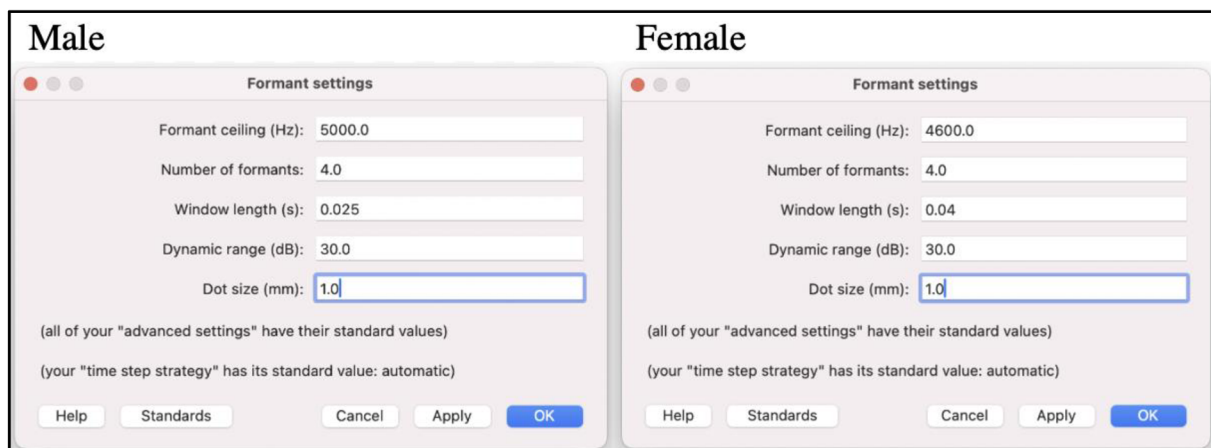 Male
Formant settings
Formant ceiling (Hz): 5000.0
Number of formants: 4.0
Window length (s): 0.025
Dynamic range (dB): 30.0
Dot size (mm): 1.0
(all of your "advanced settings" have their standard values)
(your "time step strategy" has its standard value: automatic)
Help Standards Cancel Apply OK
Female
Formant settings
Formant ceiling (Hz): 4600.0
Number of formants: 4.0
Window length (s): 0.04
Dynamic range (dB): 30.0
Dot size (mm): 1.0
(all of your "advanced settings" have their standard values)
(your "time step strategy" has its standard value: automatic)
Help Standards Cancel Apply OK